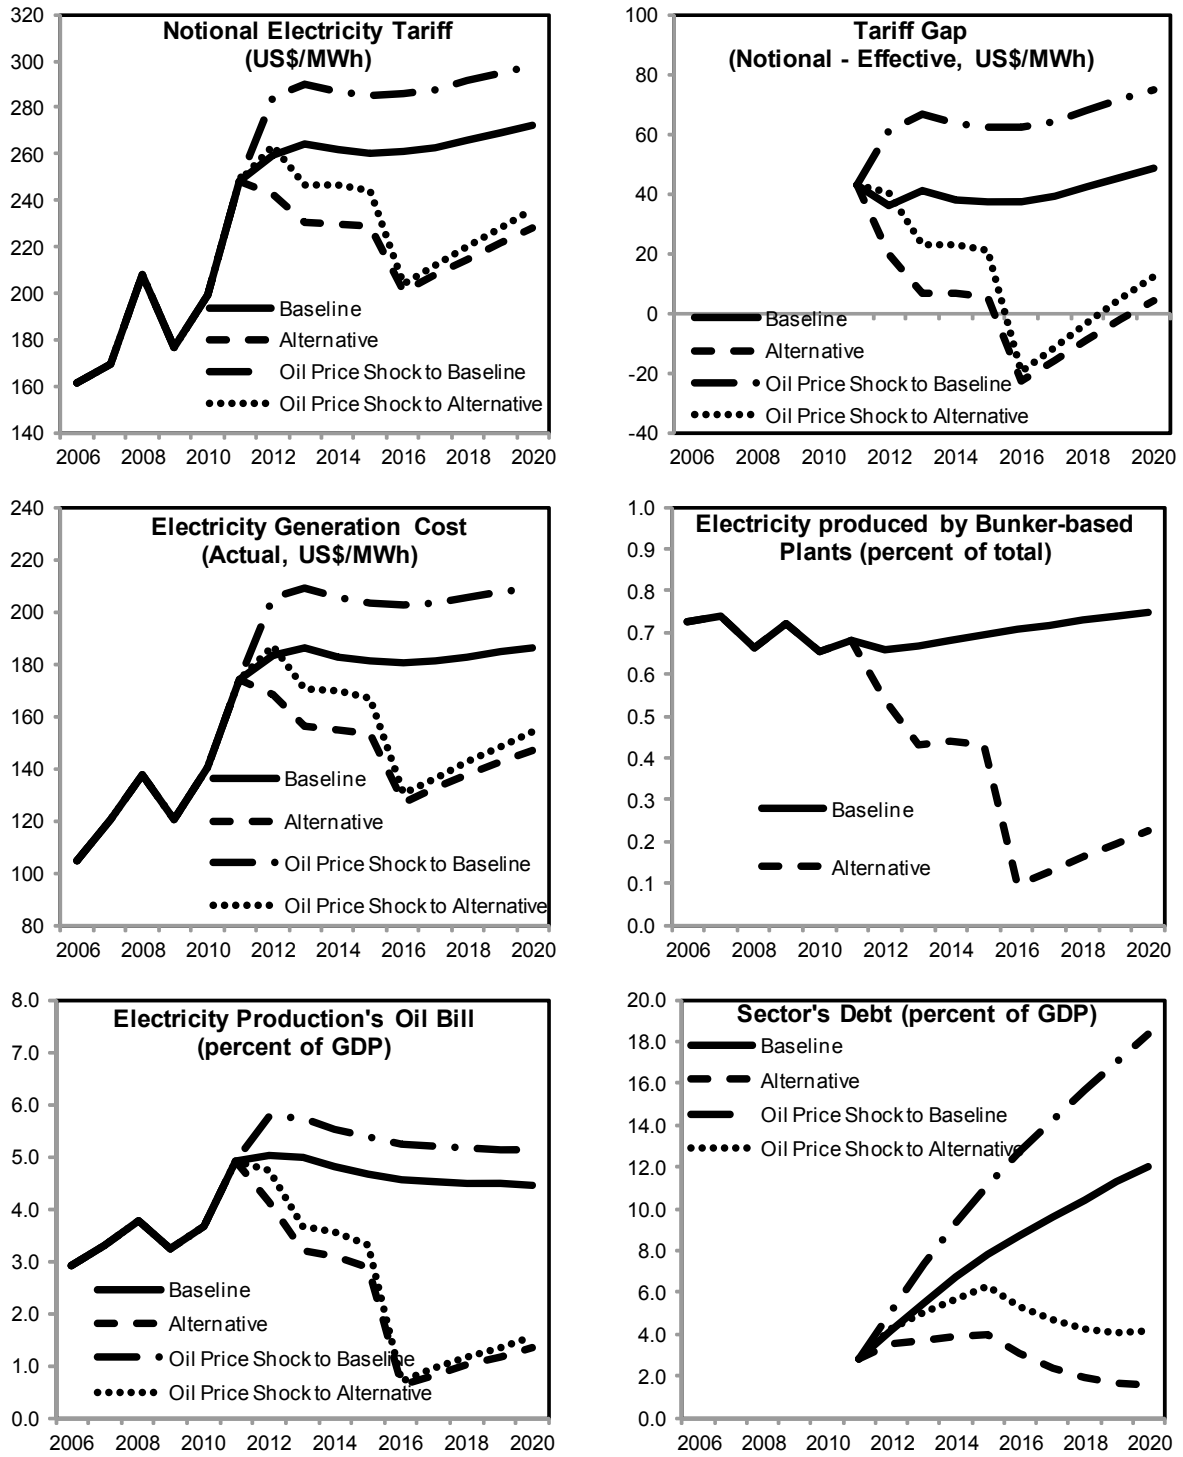 Notional Electricity Tariff
(US$/MWh)
320
300
280
260
240
220
200
180
160
140
Baseline
Alternative
Oil Price Shock to Baseline
Oil Price Shock to Alternative
2006 2008 2010 2012 2014 2016 2018 2020
Tariff Gap
(Notional - Effective, US$/MWh)
100
80
60
40
20
0
-20
-40
Baseline
Alternative
Oil Price Shock to Baseline
Oil Price Shock to Alternative
2006 2008 2010 2012 2014 2016 2018 2020
Electricity Generation Cost
(Actual, US$/MWh)
240
220
200
180
160
140
120
100
80
Baseline
Alternative
Oil Price Shock to Baseline
Oil Price Shock to Alternative
2006 2008 2010 2012 2014 2016 2018 2020
Electricity produced by Bunker-based
Plants (percent of total)
1.0
0.9
0.8
0.7
0.6
0.5
0.4
0.3
0.2
0.1
0.0
Baseline
Alternative
2006 2008 2010 2012 2014 2016 2018 2020
Electricity Production's Oil Bill
(percent of GDP)
8.0
7.0
6.0
5.0
4.0
3.0
2.0
1.0
0.0
Baseline
Alternative
Oil Price Shock to Baseline
Oil Price Shock to Alternative
2006 2008 2010 2012 2014 2016 2018 2020
Sector's Debt (percent of GDP)
20.0
18.0
16.0
14.0
12.0
10.0
8.0
6.0
4.0
2.0
0.0
Baseline
Alternative
Oil Price Shock to Baseline
Oil Price Shock to Alternative
2006 2008 2010 2012 2014 2016 2018 2020